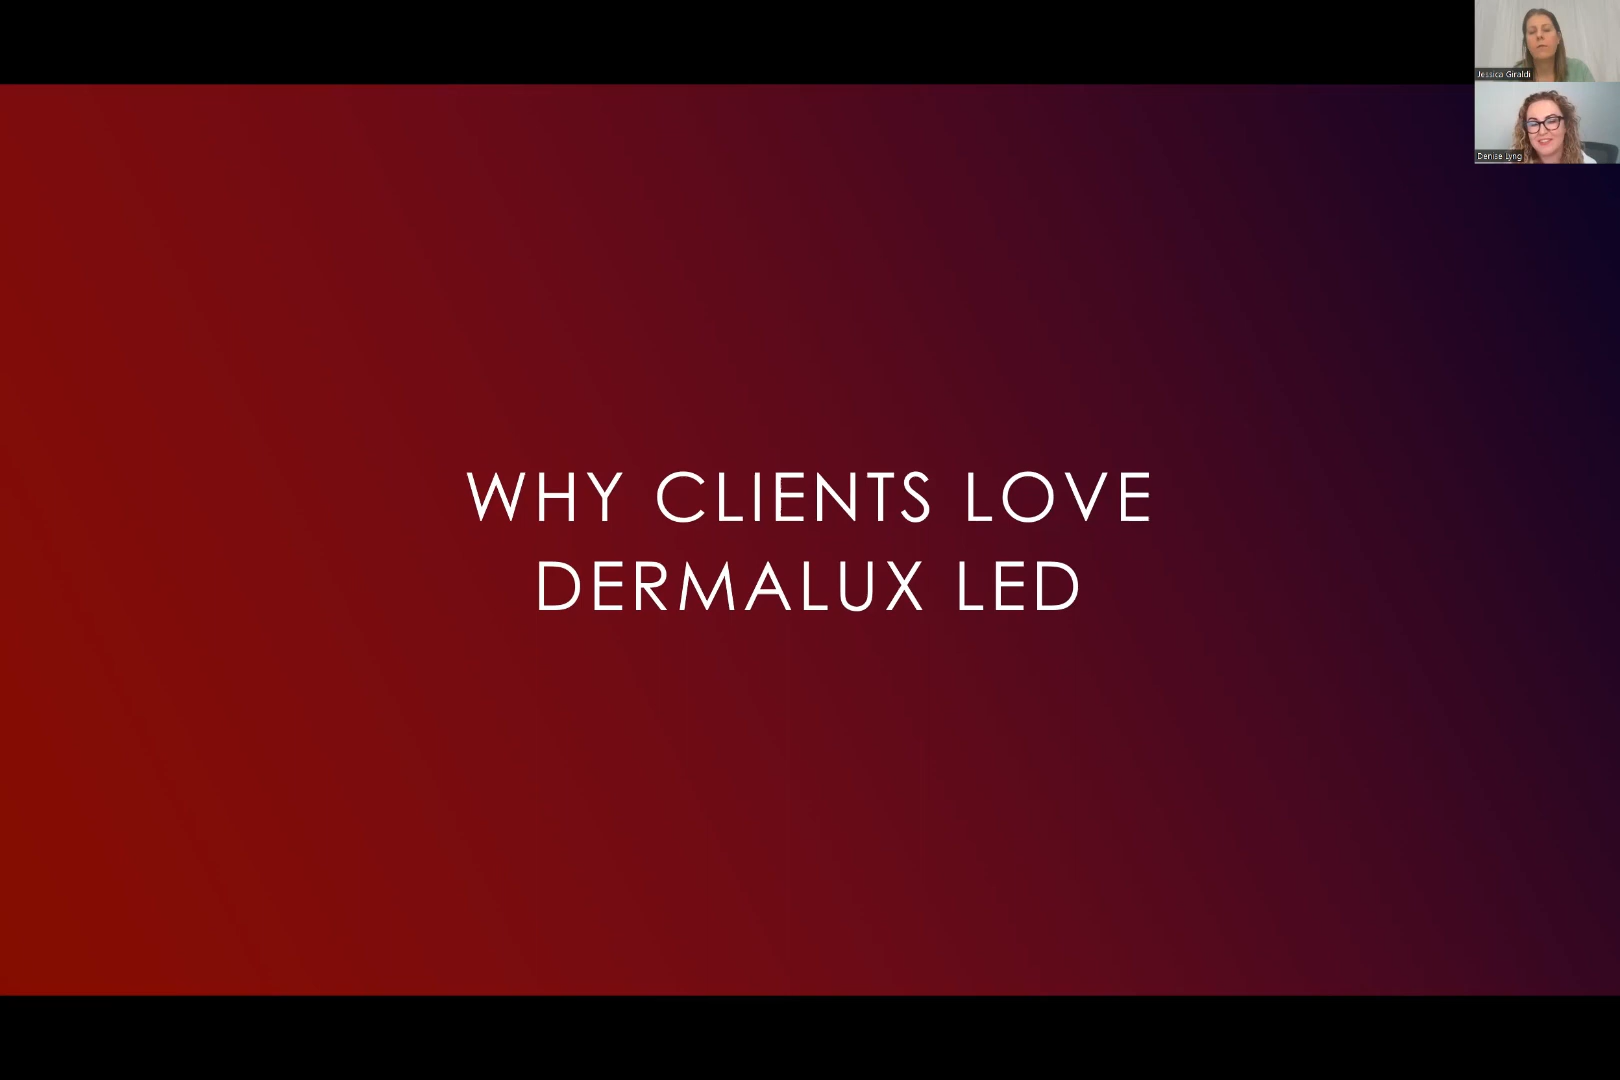 Jessica Giraldi
Denise Lyng
WHY CLIENTS LOVE
DERMALUX LED